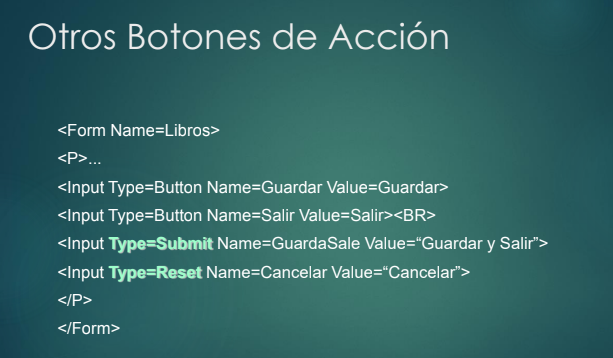 Otros Botones de Acción
<Form Name=Libros>
<P>...
<Input Type=Button Name=Guardar Value=Guardar>
<Input Type=Button Name=Salir Value=Salir><BR>
<Input Type=Submit Name=GuardaSale Value=“Guardar y Salir”>
<Input Type=Reset Name=Cancelar Value=“Cancelar”>
</P>
</Form>